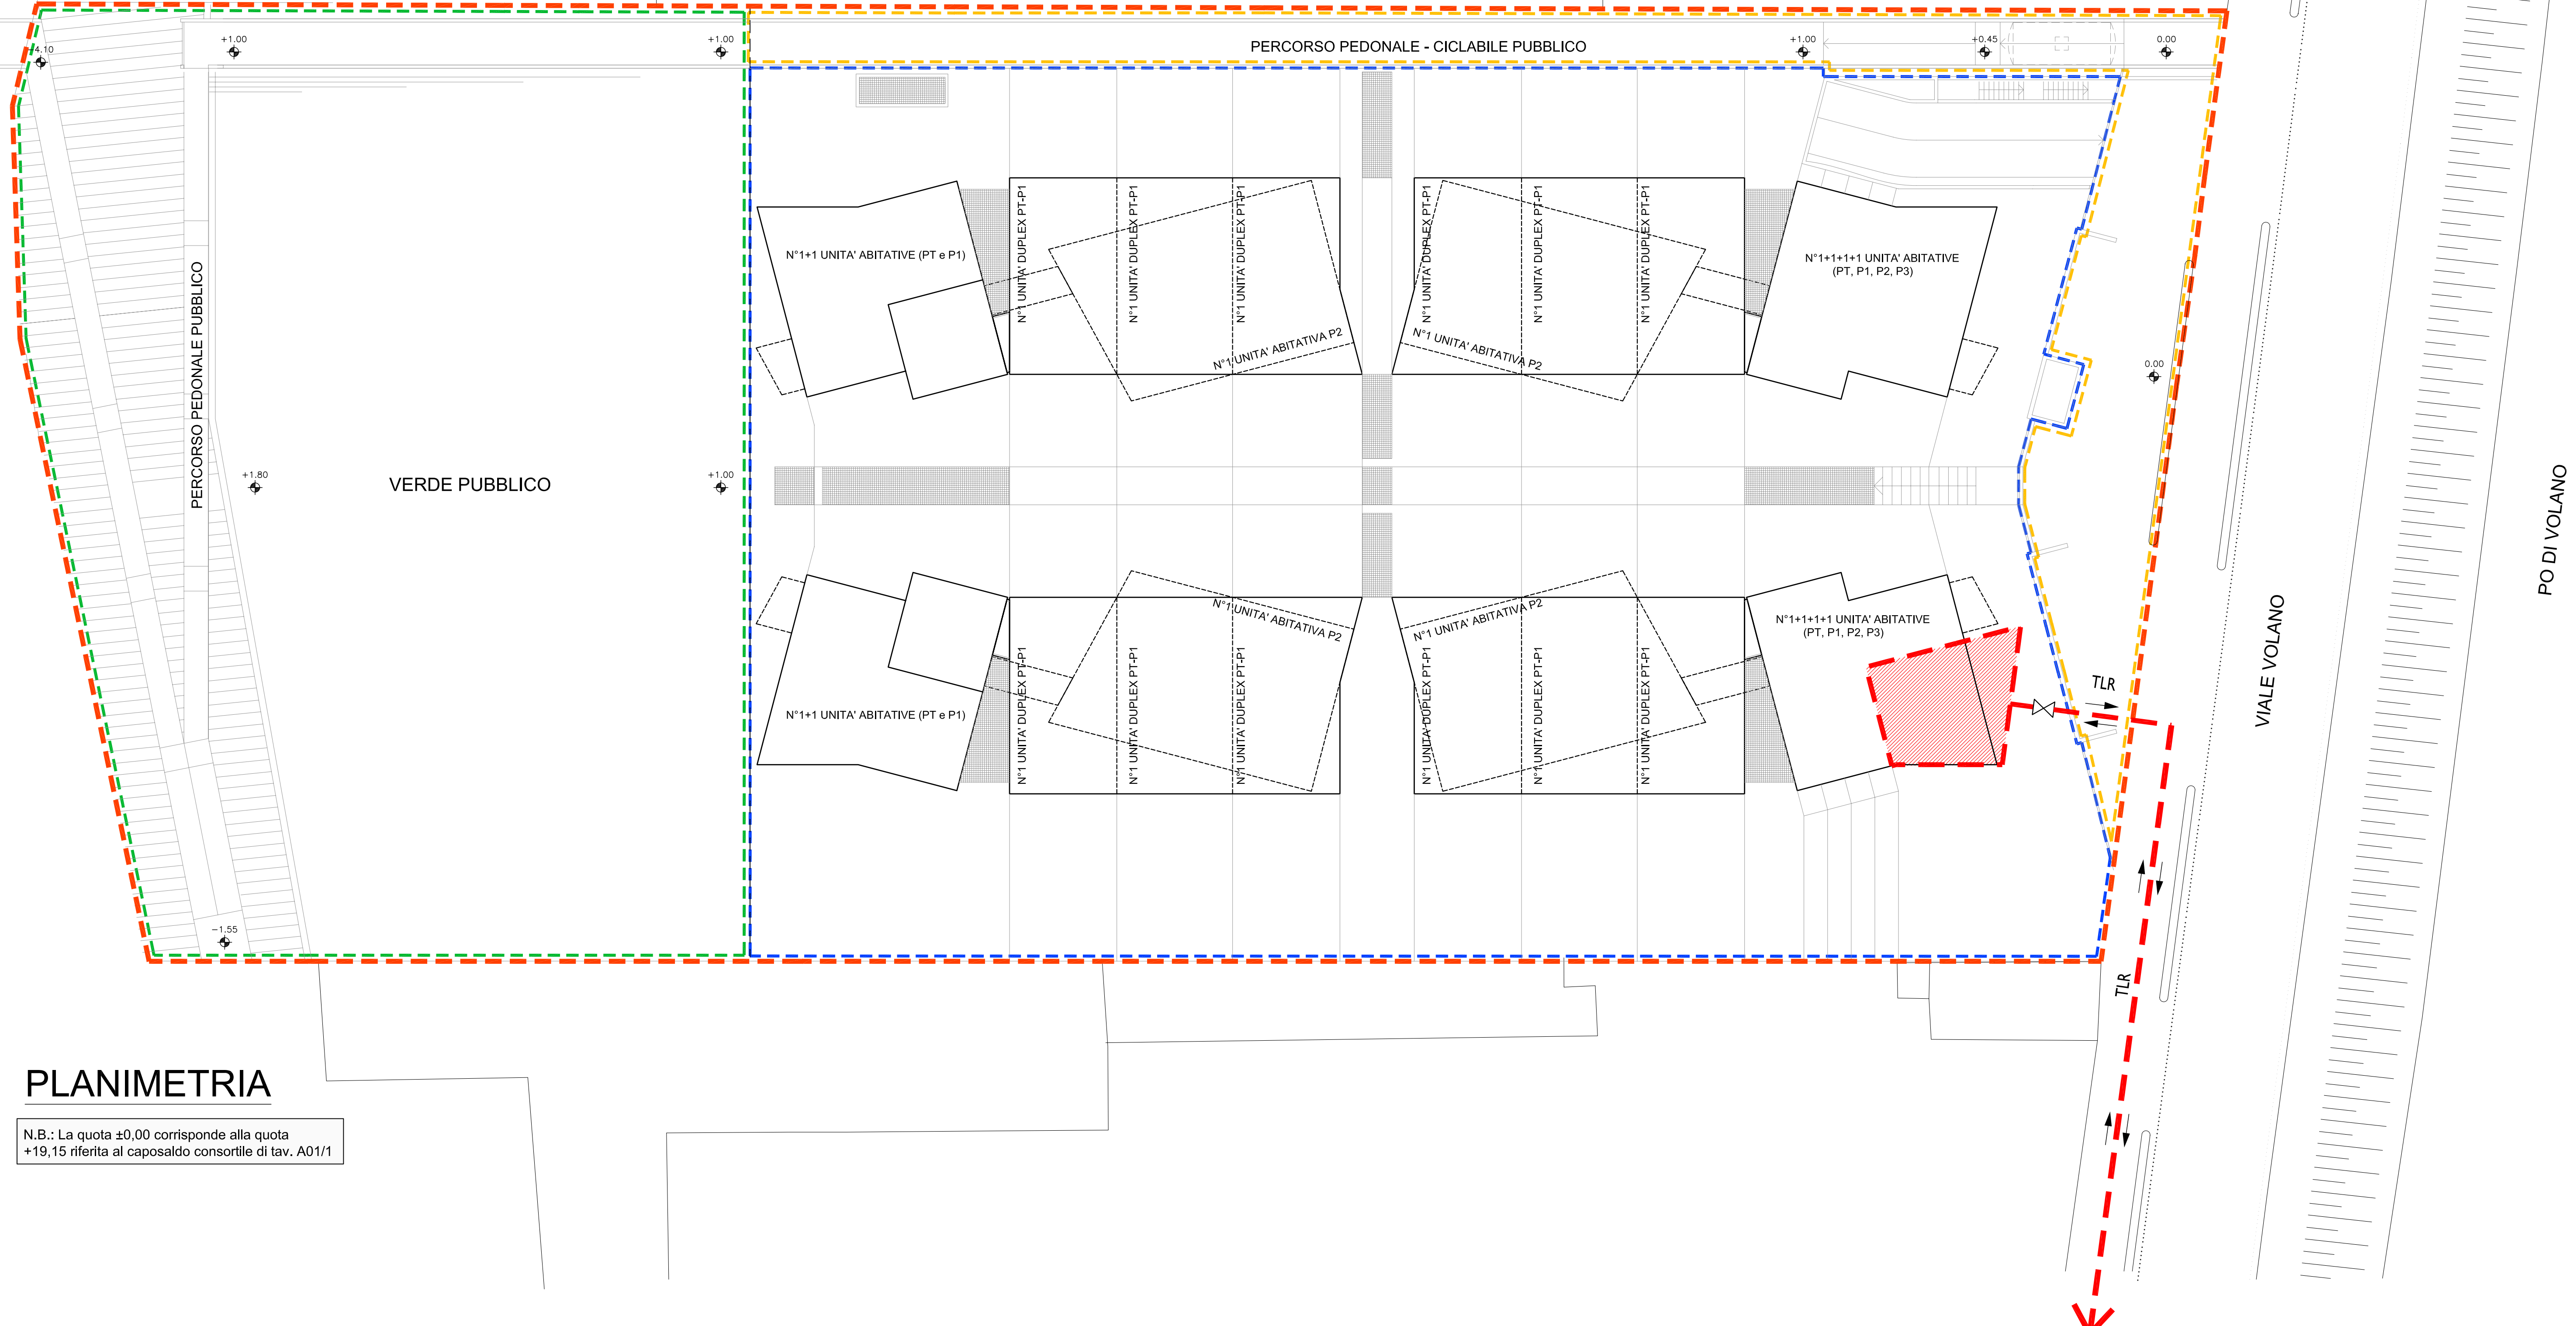 +1.00
+1.00
PERCORSO PEDONALE - CICLABILE PUBBLICO
+1.00
+0.45
0.00
-4.10
PERCORSO PEDONALE PUBBLICO
+1.80
VERDE PUBBLICO
+1.00
-1.55
N°1+1 UNITA' ABITATIVE (PT e P1)
N°1 UNITA' DUPLEX PT-P1
N°1 UNITA' DUPLEX PT-P1
N°1 UNITA' DUPLEX PT-P1
N°1 UNITA' ABITATIVA P2
N°1 UNITA' DUPLEX PT-P1
N°1 UNITA' DUPLEX PT-P1
N°1 UNITA' DUPLEX PT-P1
N°1 UNITA' ABITATIVA P2
N°1+1+1+1 UNITA' ABITATIVE
(PT, P1, P2, P3)
0.00
N°1+1 UNITA' ABITATIVE (PT e P1)
N°1 UNITA' DUPLEX PT-P1
N°1 UNITA' DUPLEX PT-P1
N°1 UNITA' DUPLEX PT-P1
N°1 UNITA' ABITATIVA P2
N°1 UNITA' DUPLEX PT-P1
N°1 UNITA' DUPLEX PT-P1
N°1 UNITA' DUPLEX PT-P1
N°1 UNITA' ABITATIVA P2
N°1+1+1+1 UNITA' ABITATIVE
(PT, P1, P2, P3)
TLR
TLR
VIALE VOLANO
PO DI VOLANO
PLANIMETRIA
N.B.: La quota ±0,00 corrisponde alla quota
+19,15 riferita al caposaldo consortile di tav. A01/1